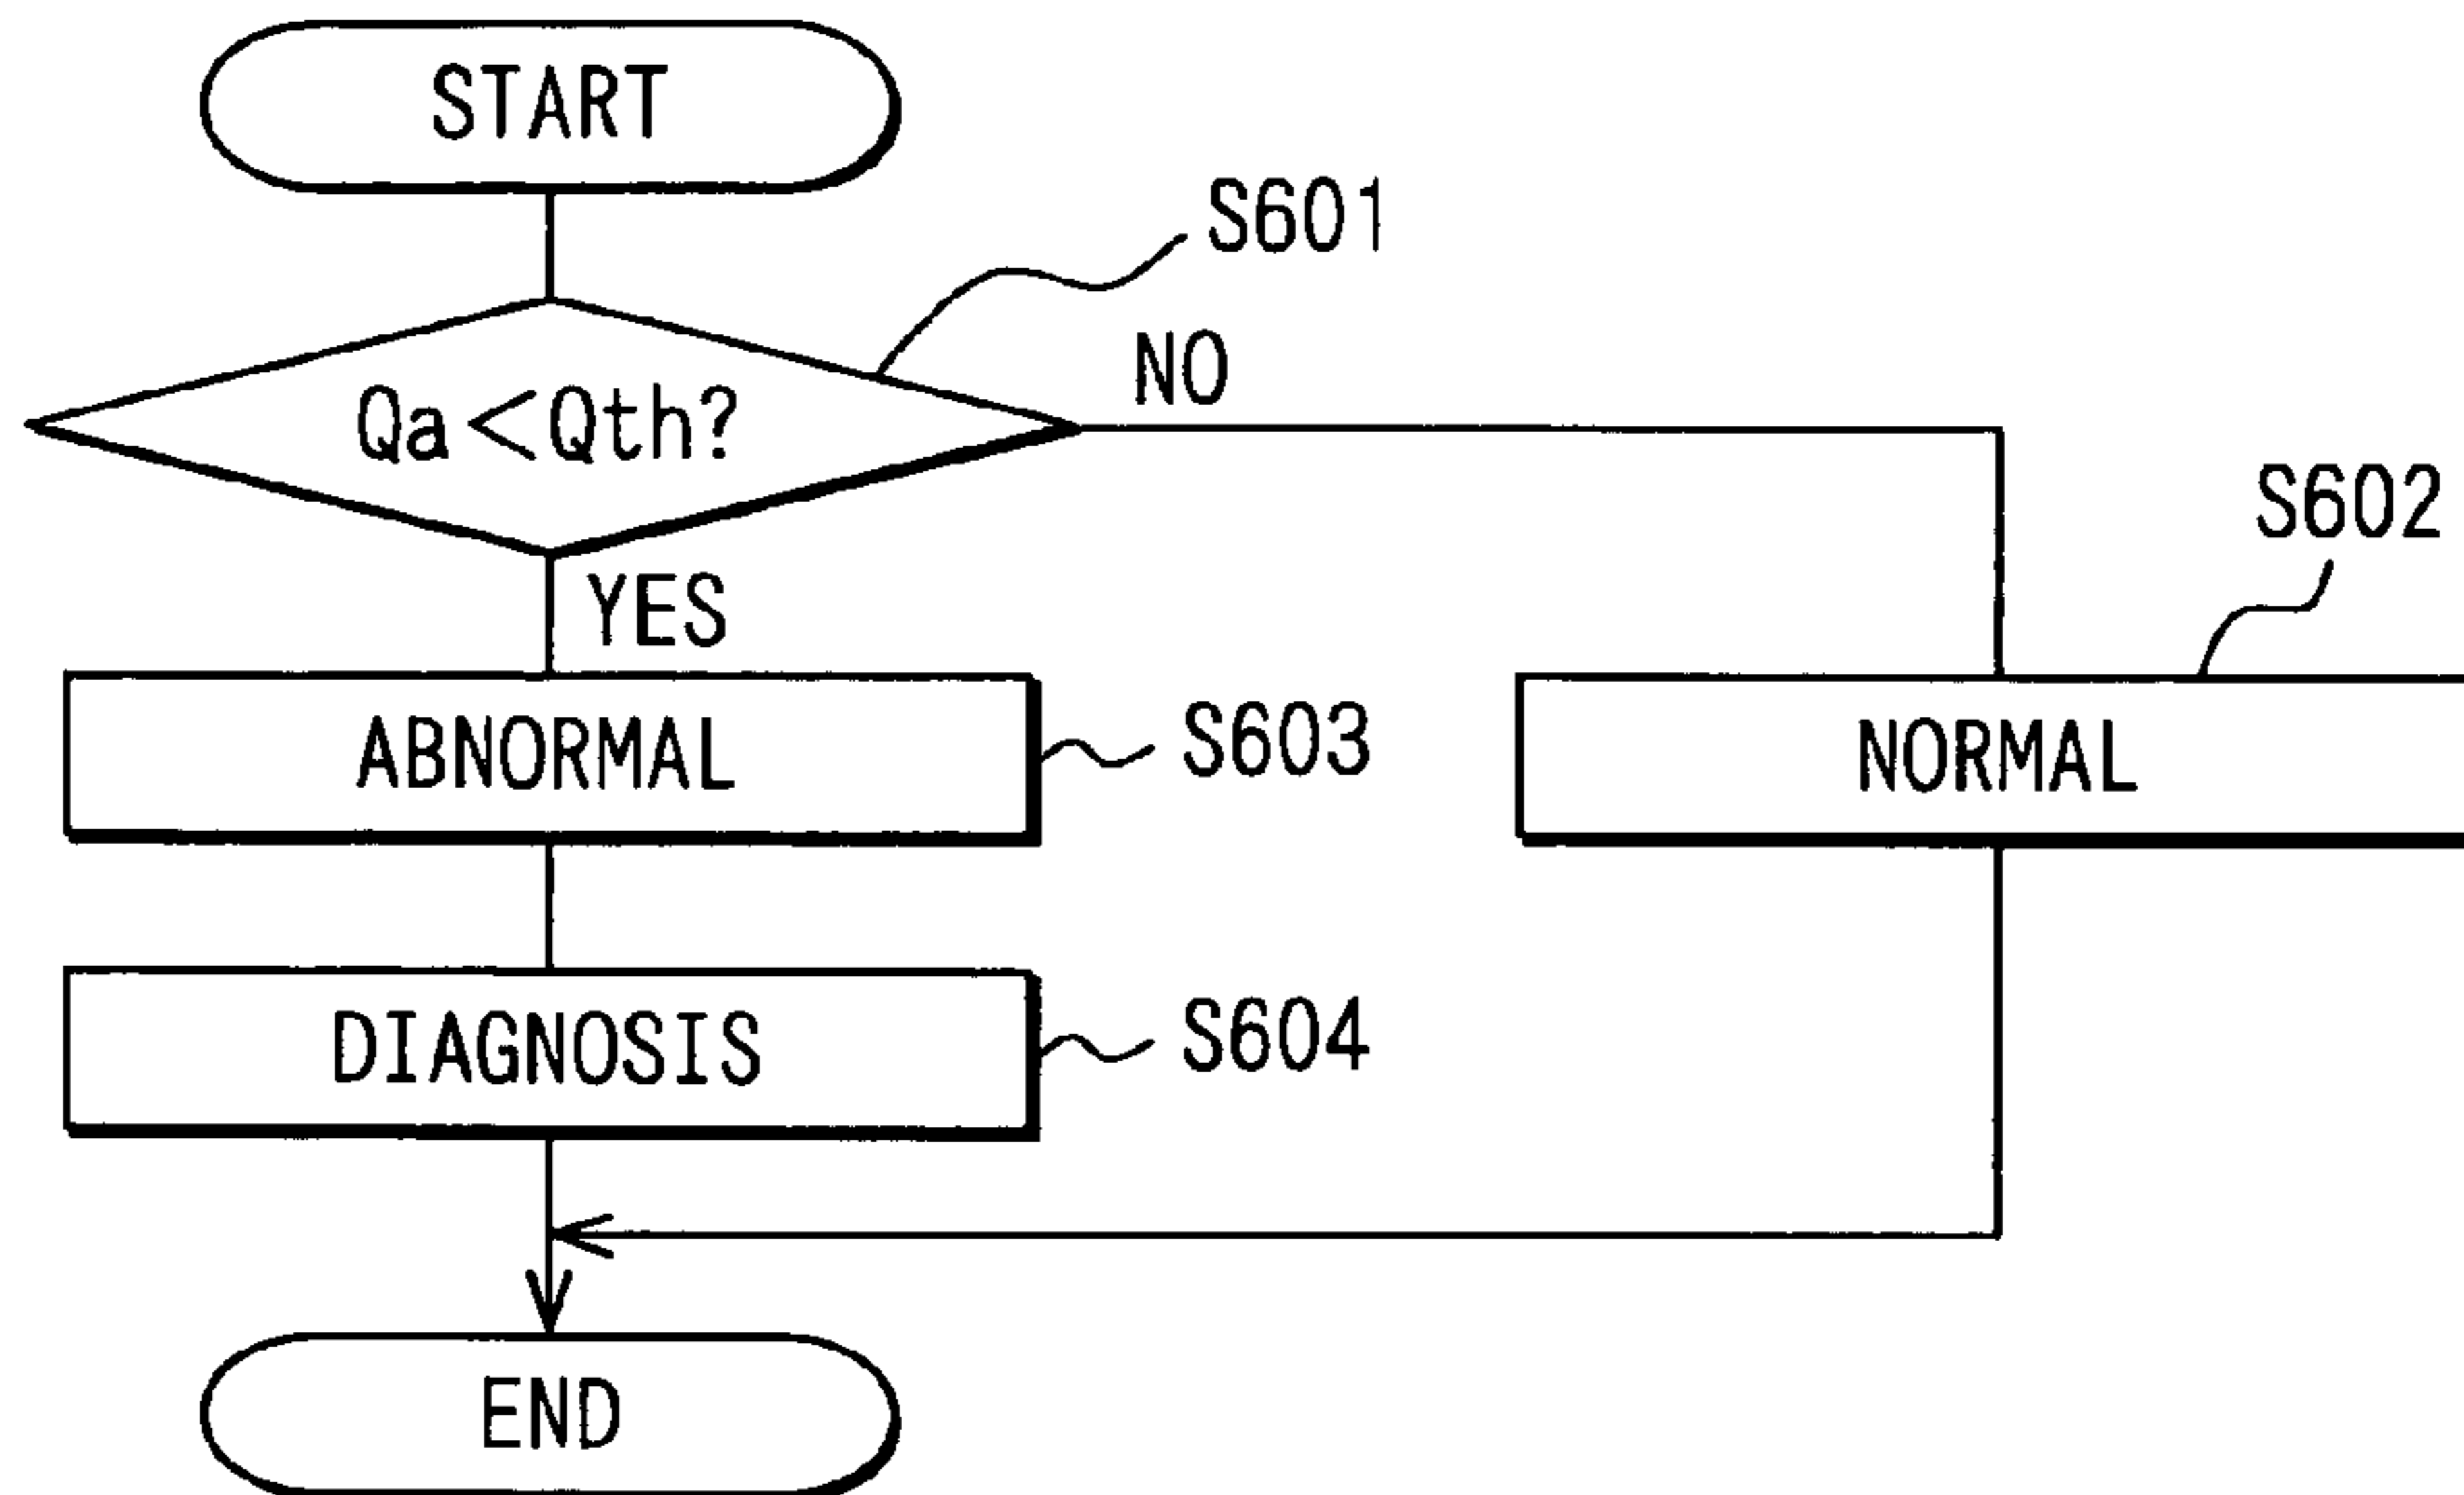 START
S601
NO
Qa<Qth?
S602
YES
ABNORMAL
S603
NORMAL
DIAGNOSIS
S604
END